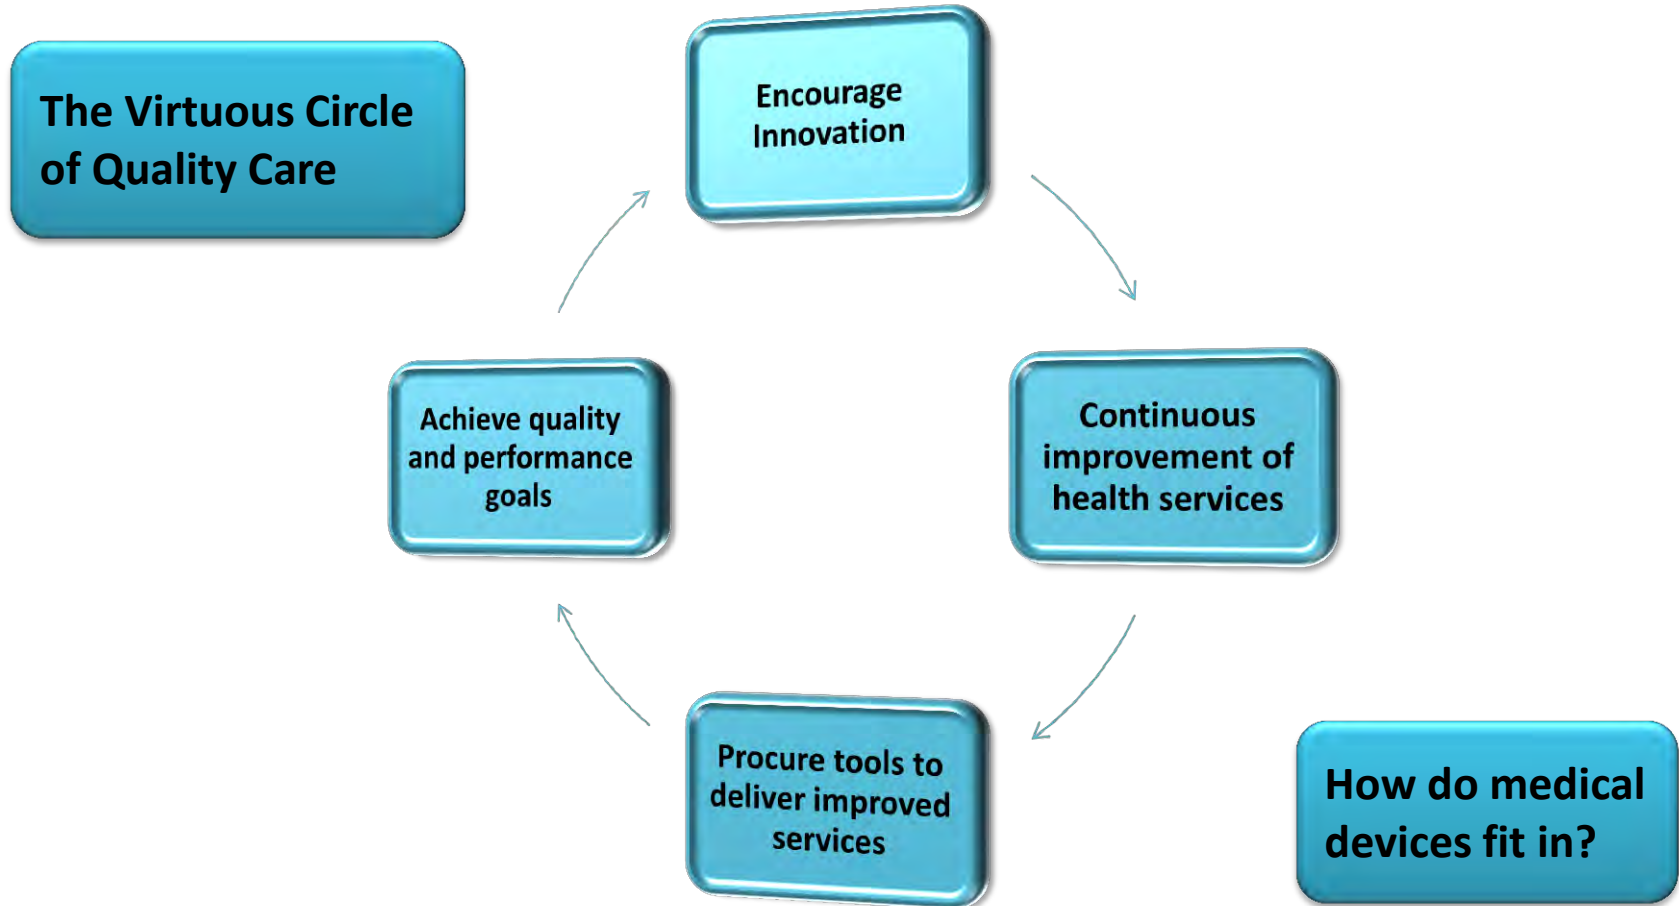 The Virtuous Circle
of Quality Care
Encourage
Innovation
Continuous
improvement of
health services
Procure tools to
deliver improved
services
Achieve quality
and performance
goals
How do medical
devices fit in?